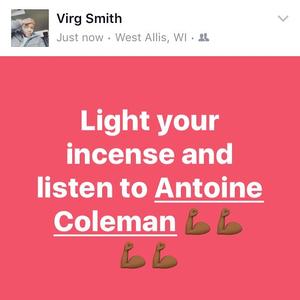 Virg Smith
Just now · West Allis, WI ·
Light your
incense and
listen to Antoine
Coleman 💪🏾💪🏾
💪🏾💪🏾